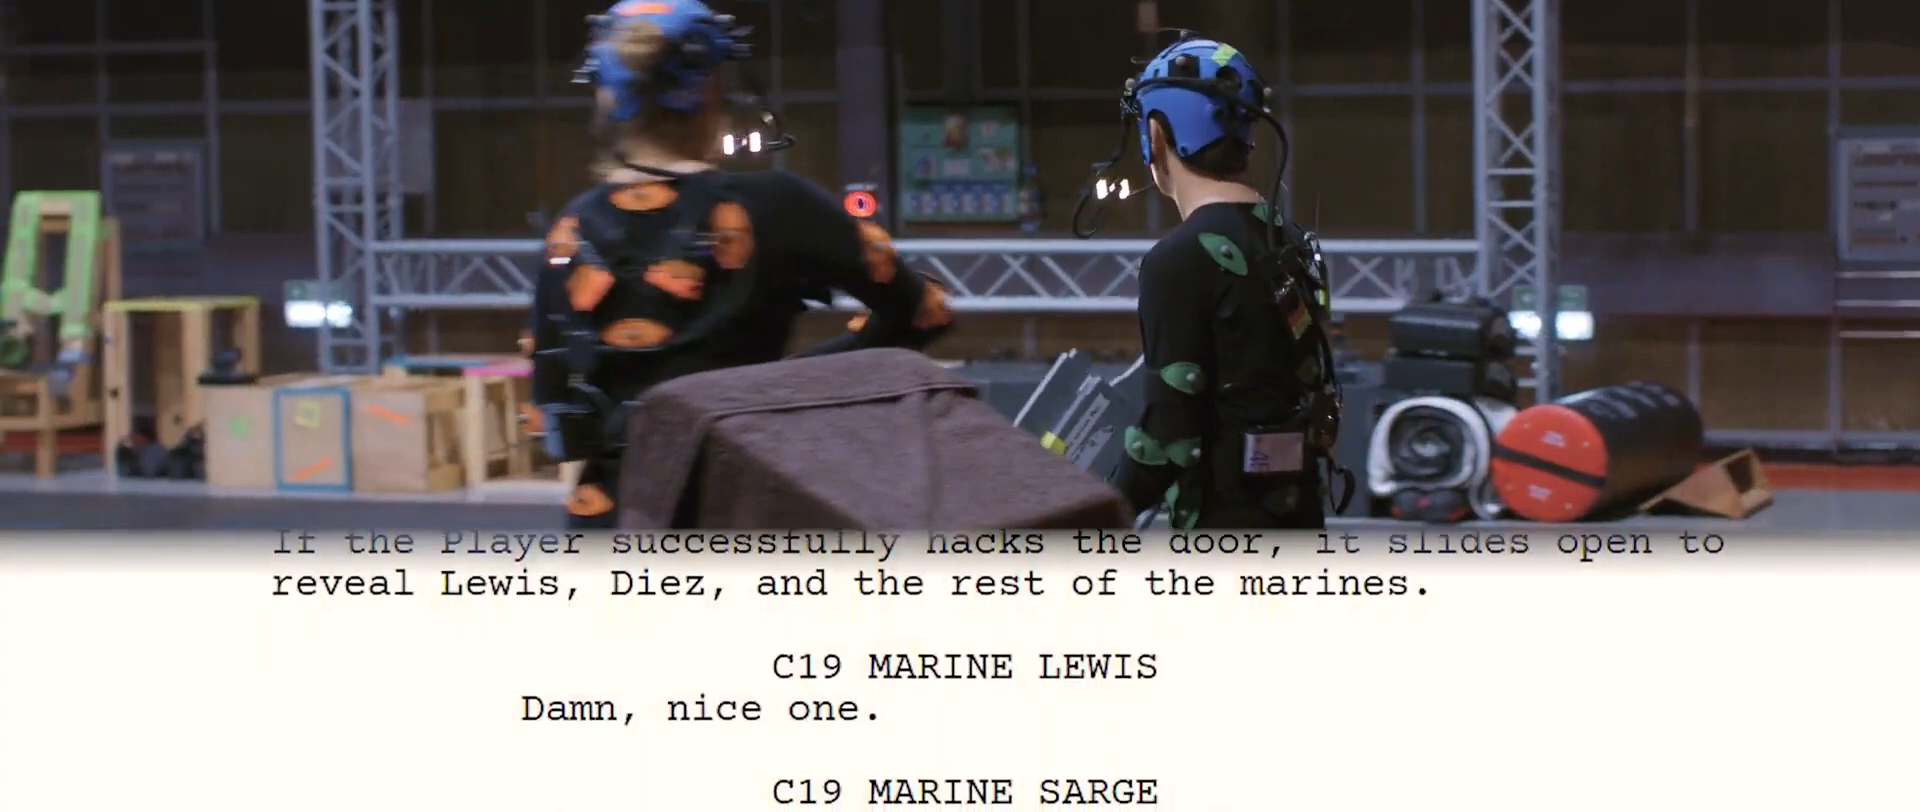 If the Player successfully hacks the door, it slides open to
reveal Lewis, Diez, and the rest of the marines.
C19 MARINE LEWIS
Damn, nice one.
C19 MARINE SARGE